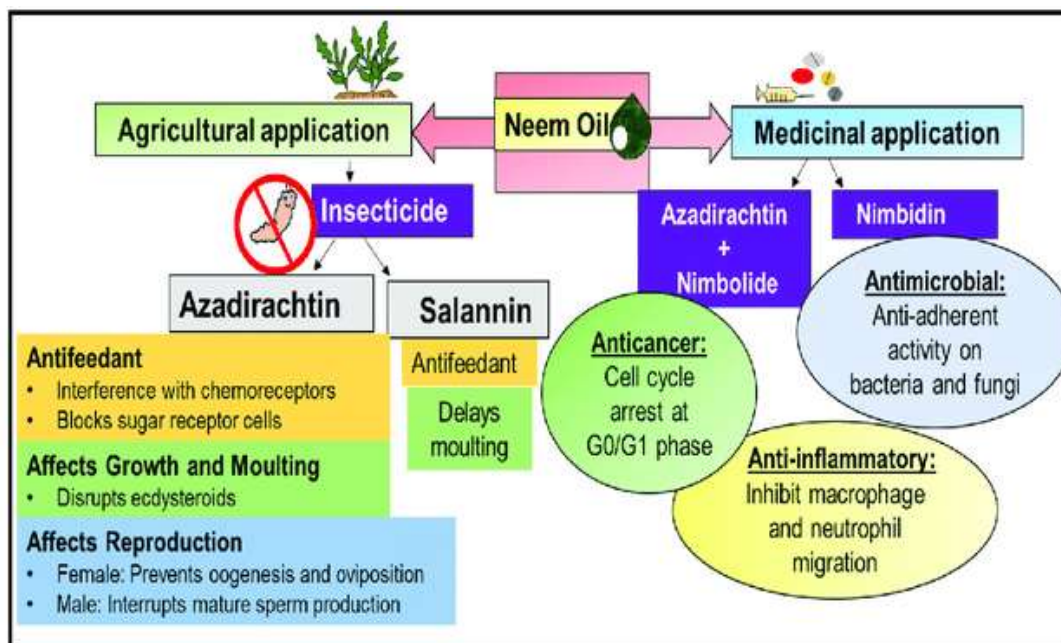 Neem Oil
Agricultural application
Insecticide
Azadirachtin
Antifeedant
• Interference with chemoreceptors
• Blocks sugar receptor cells
Affects Growth and Moulting
• Disrupts ecdysteroids
Affects Reproduction
• Female: Prevents oogenesis and oviposition
• Male: Interrupts mature sperm production
Salannin
Antifeedant
Delays
moulting
Medicinal application
Azadirachtin
+
Nimbolide
Nimbidin
Anticancer:
Cell cycle
arrest at
G0/G1 phase
Antimicrobial:
Anti-adherent
activity on
bacteria and fungi
Anti-inflammatory:
Inhibit macrophage
and neutrophil
migration